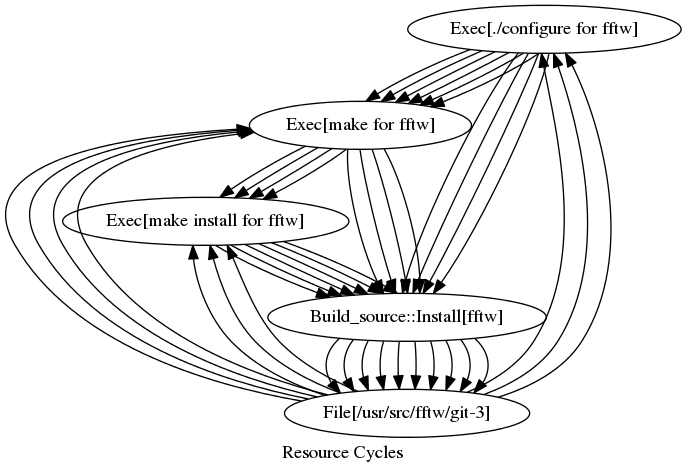 Exec[./configure for fftw]
Exec[make for fftw]
Exec[make install for fftw]
Build_source::Install[fftw]
File[/usr/src/fftw/git-3]
Resource Cycles